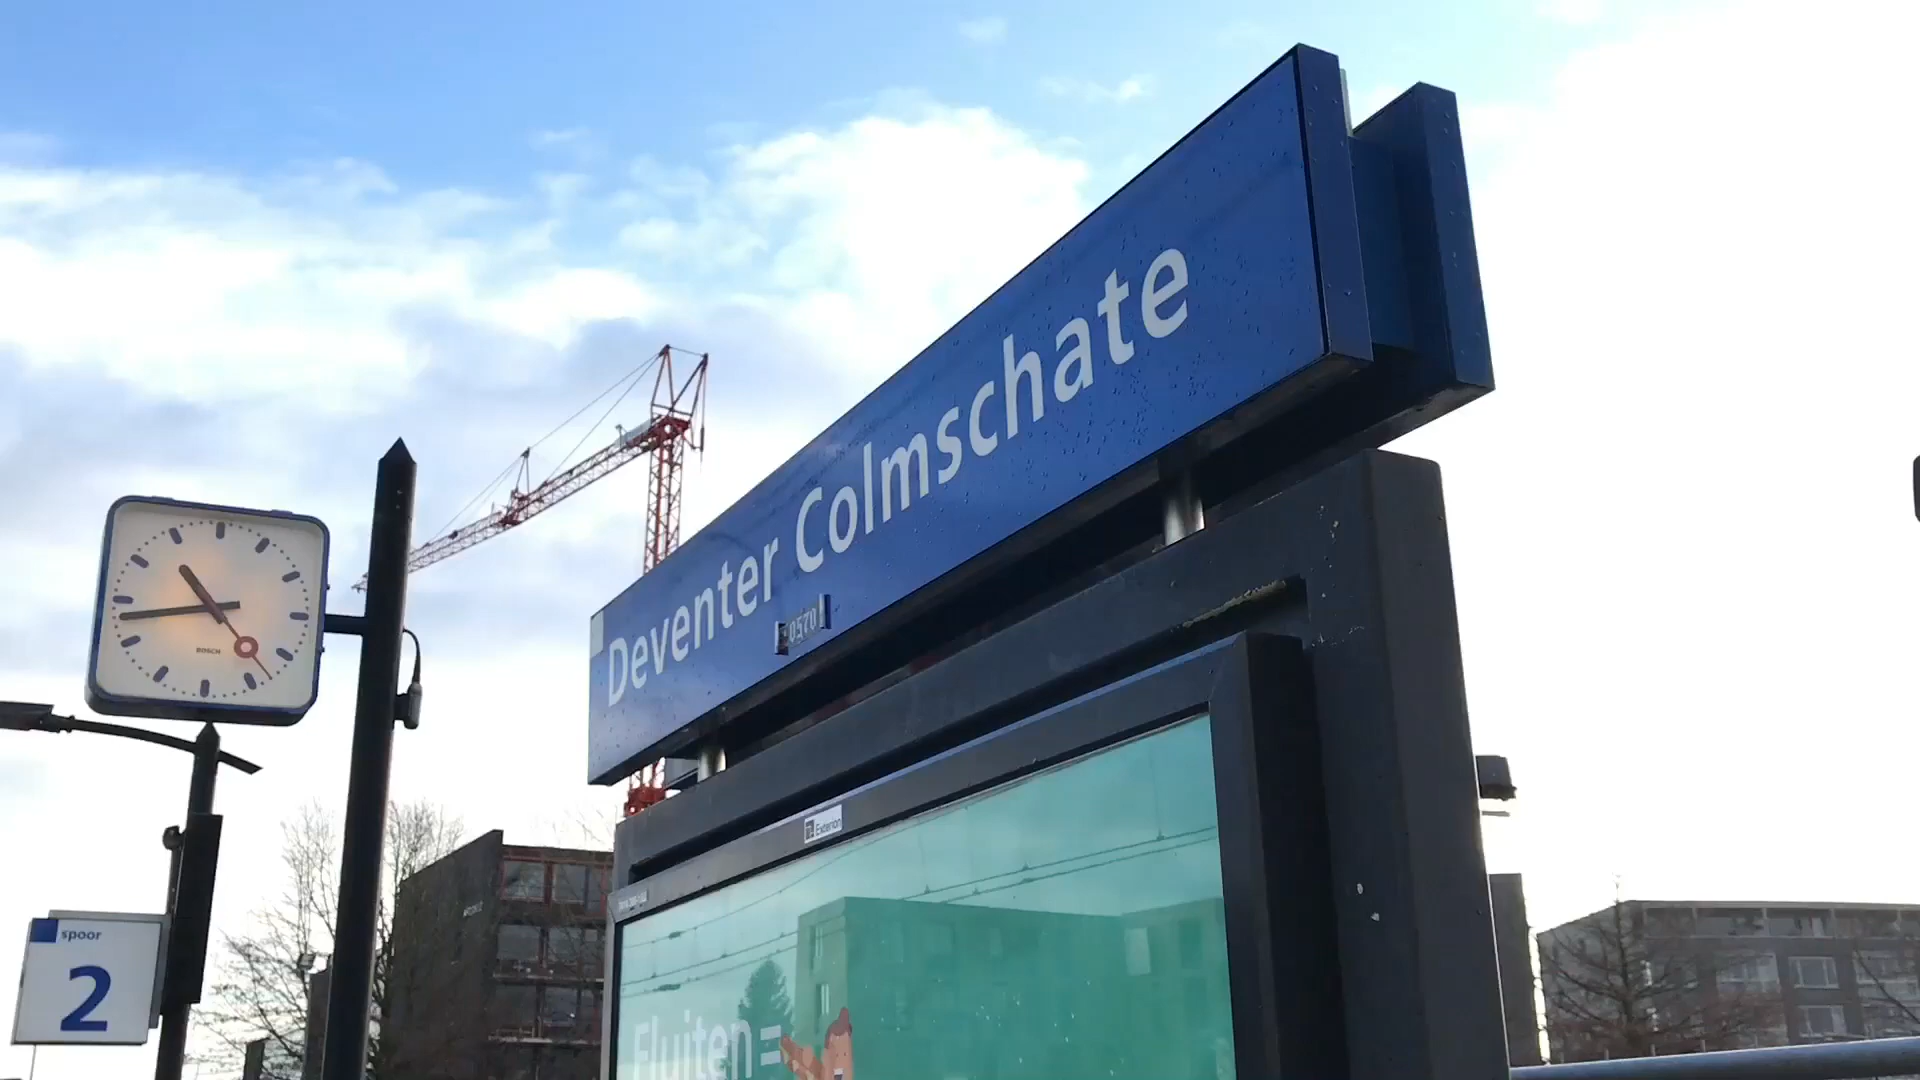 Deventer Colmschate
0570
BOSCH
Exterion
spoor
2
Fluiten =